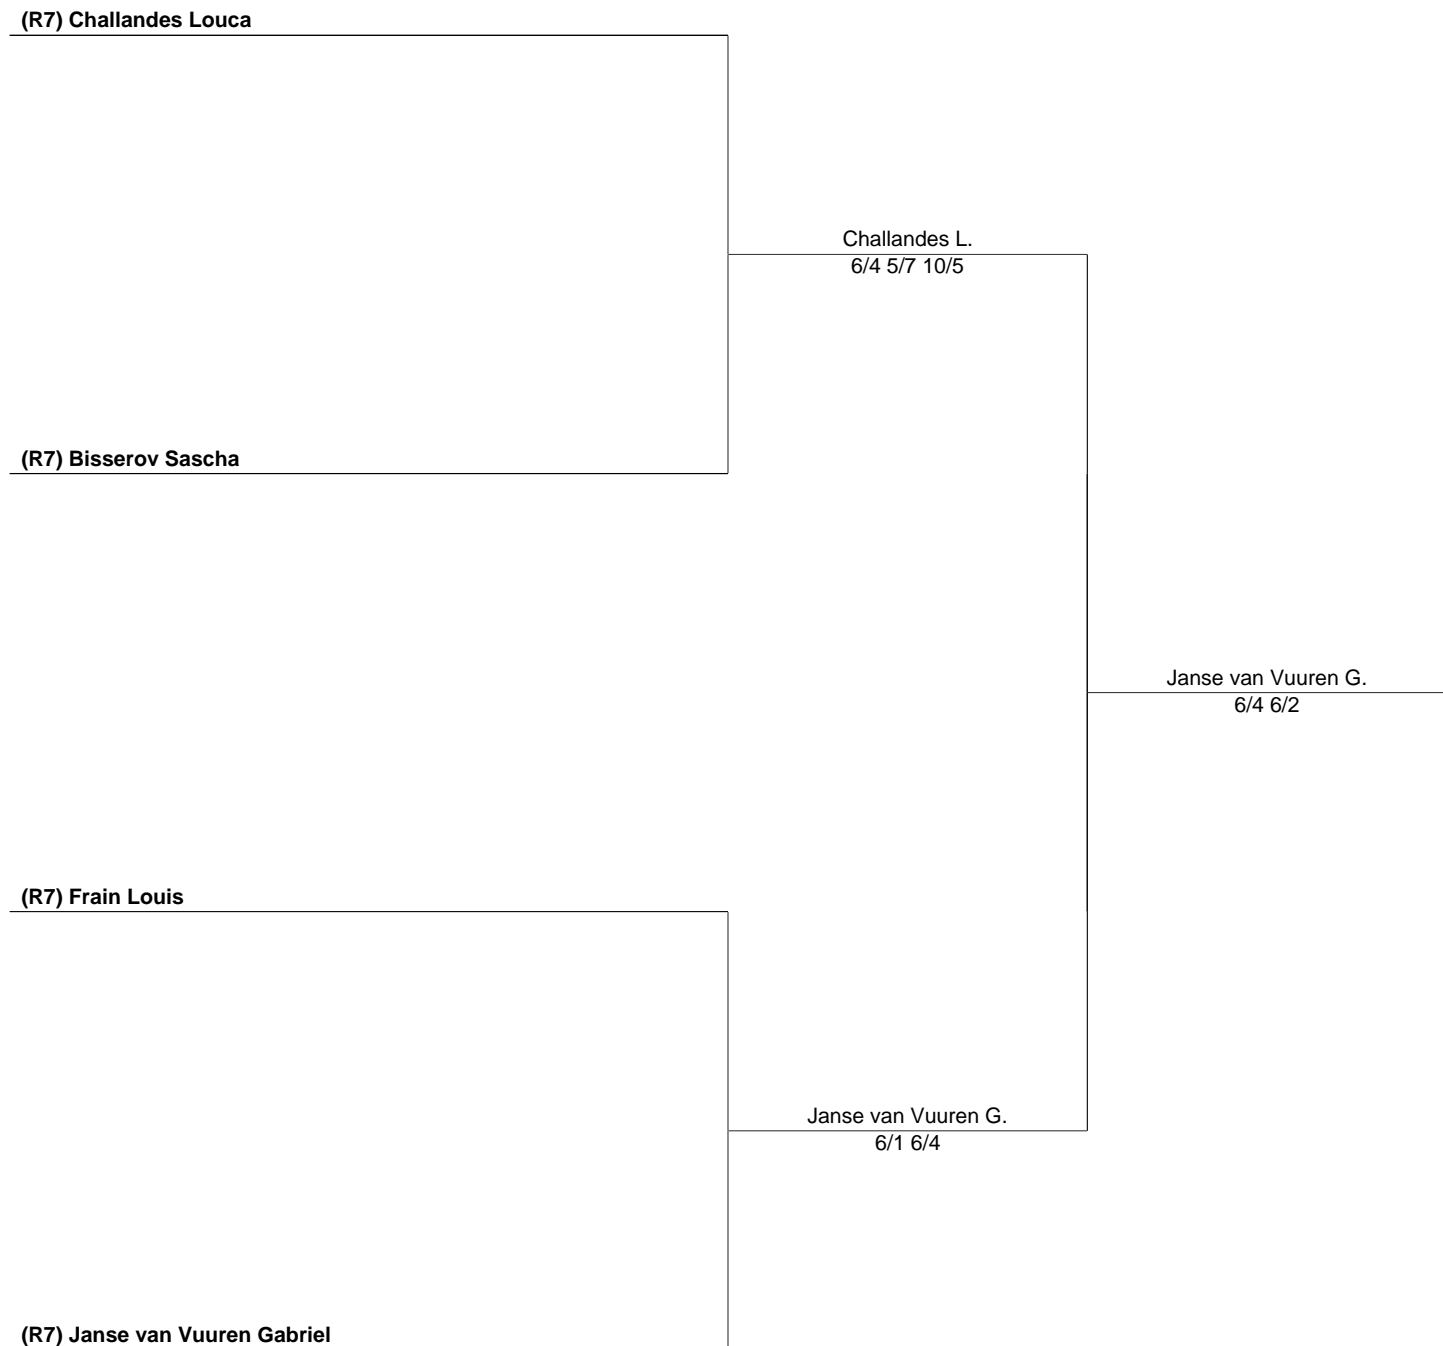 (R7) Challandes Louca
Challandes L.
6/4 5/7 10/5
(R7) Bisserov Sascha
Janse van Vuuren G.
6/4 6/2
(R7) Frain Louis
Janse van Vuuren G.
6/1 6/4
(R7) Janse van Vuuren Gabriel